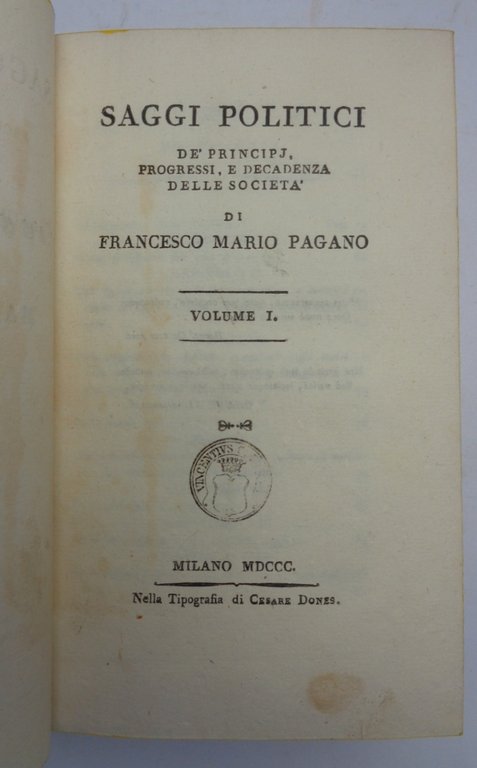 SAGGI POLITICI
DE' PRINCIPJ,
PROGRESSI, E DECADENZA
DELLE SOCIETA'
DI
FRANCESCO MARIO PAGANO
VOLUME I.
VINCENTIVS
MILANO MDCCC.
Nella Tipografia di CESARE DONES.